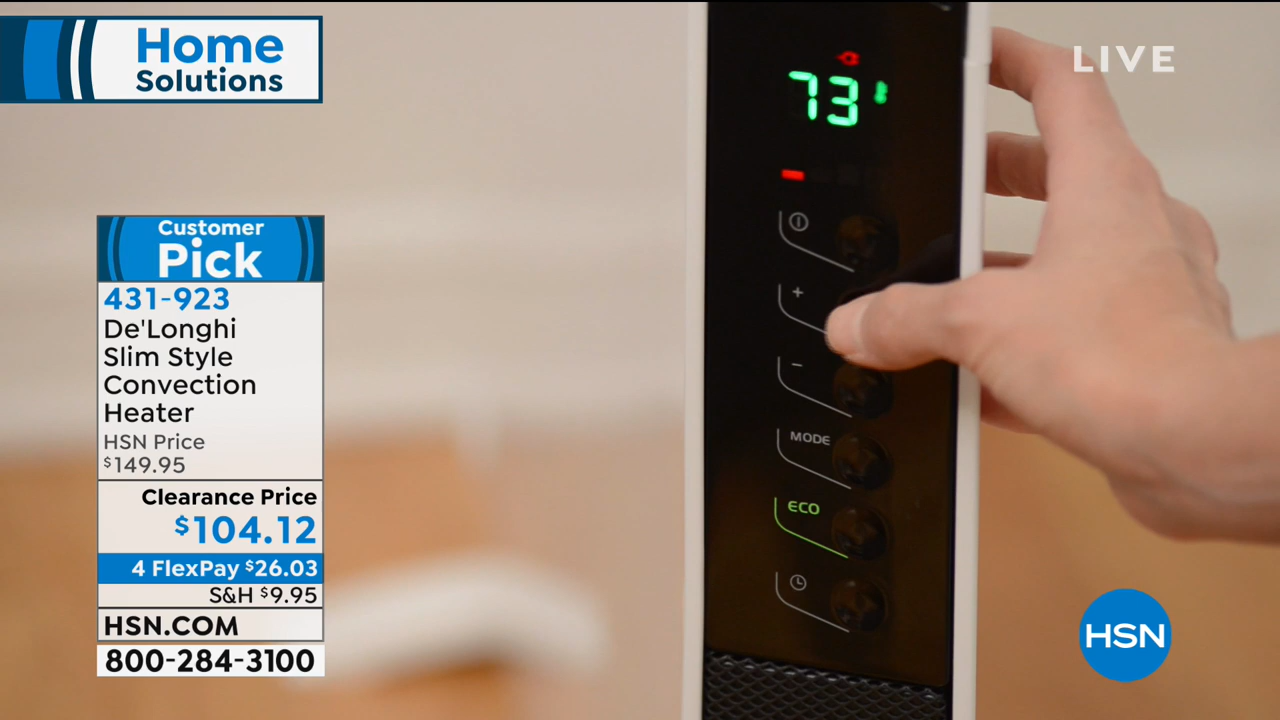 Home
Solutions
LIVE
73
Customer
Pick
431-923
De'Longhi
Slim Style
Convection
Heater
HSN Price
$149.95
Clearance Price
$104.12
4 FlexPay $26.03
S&H $9.95
HSN.COM
800-284-3100
+
-
MODE
ECO
HSN